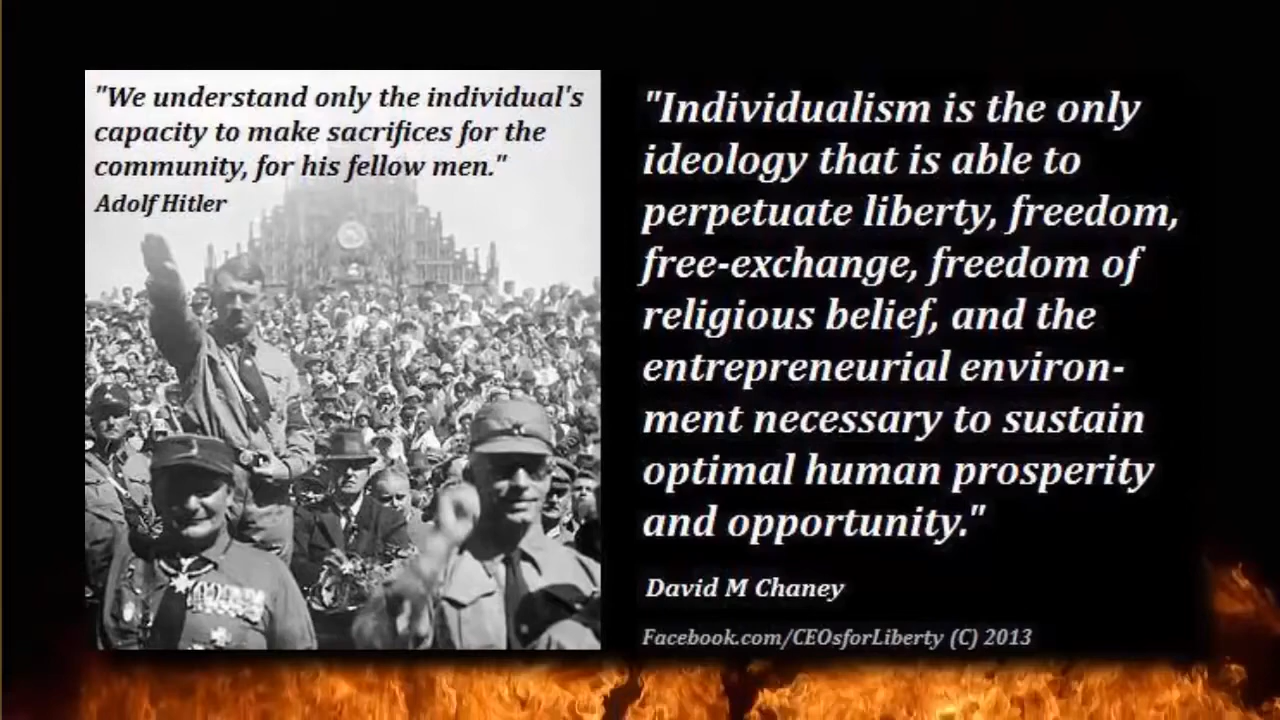 "We understand only the individual's
capacity to make sacrifices for the
community, for his fellow men."
Adolf Hitler
"Individualism is the only
ideology that is able to
perpetuate liberty, freedom,
free-exchange, freedom of
religious belief, and the
entrepreneurial environ-
ment necessary to sustain
optimal human prosperity
and opportunity."
David M Chaney
Facebook.com/CEOsforLiberty (C) 2013